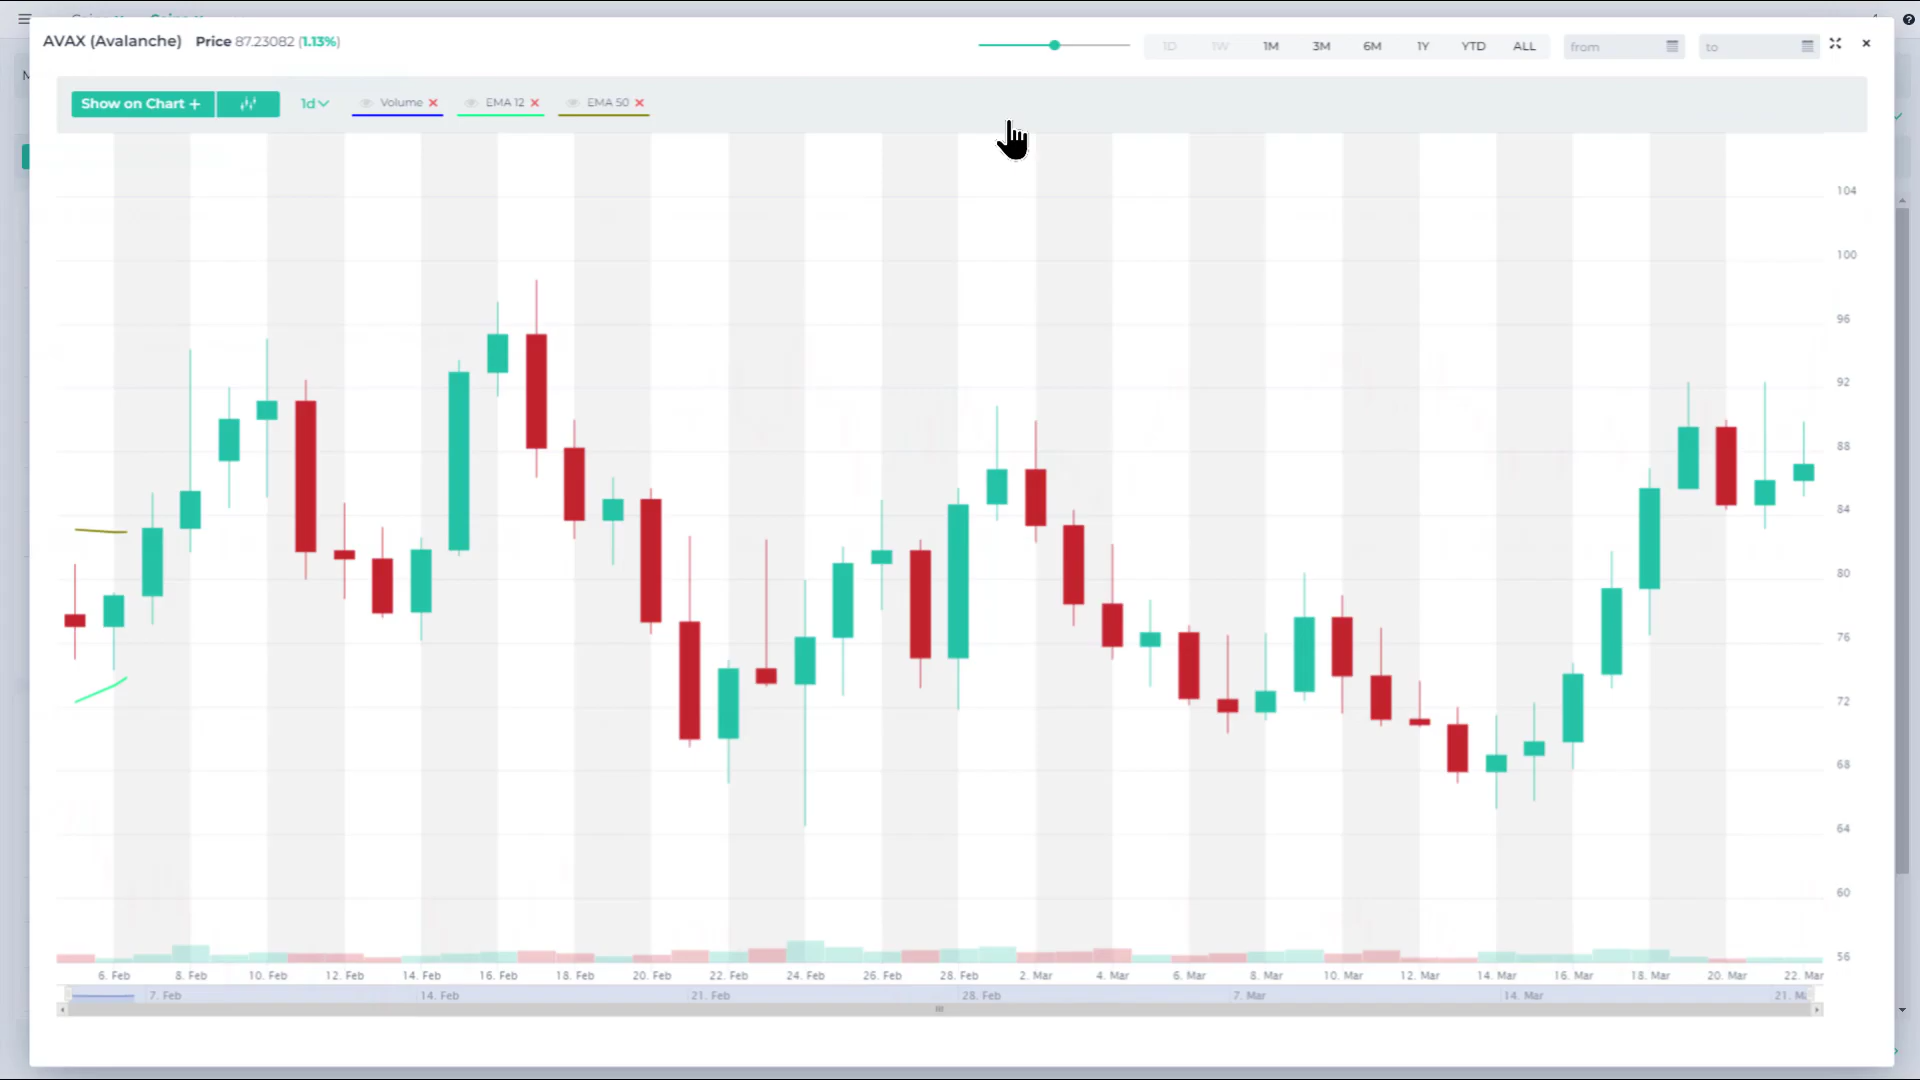 AVAX (Avalanche) Price 87.23082 (1.13%)
1D 1W 1M 3M 6M 1Y YTD ALL from to
Show on Chart + 1d Volume EMA 12 EMA 50
104
100
96
92
88
84
80
76
72
68
64
60
56
6. Feb 8. Feb 10. Feb 12. Feb 14. Feb 16. Feb 18. Feb 20. Feb 22. Feb 24. Feb 26. Feb 28. Feb 2. Mar 4. Mar 6. Mar 8. Mar 10. Mar 12. Mar 14. Mar 16. Mar 18. Mar 20. Mar 22. Mar
7. Feb 14. Feb 21. Feb 28. Feb 7. Mar 14. Mar 21.